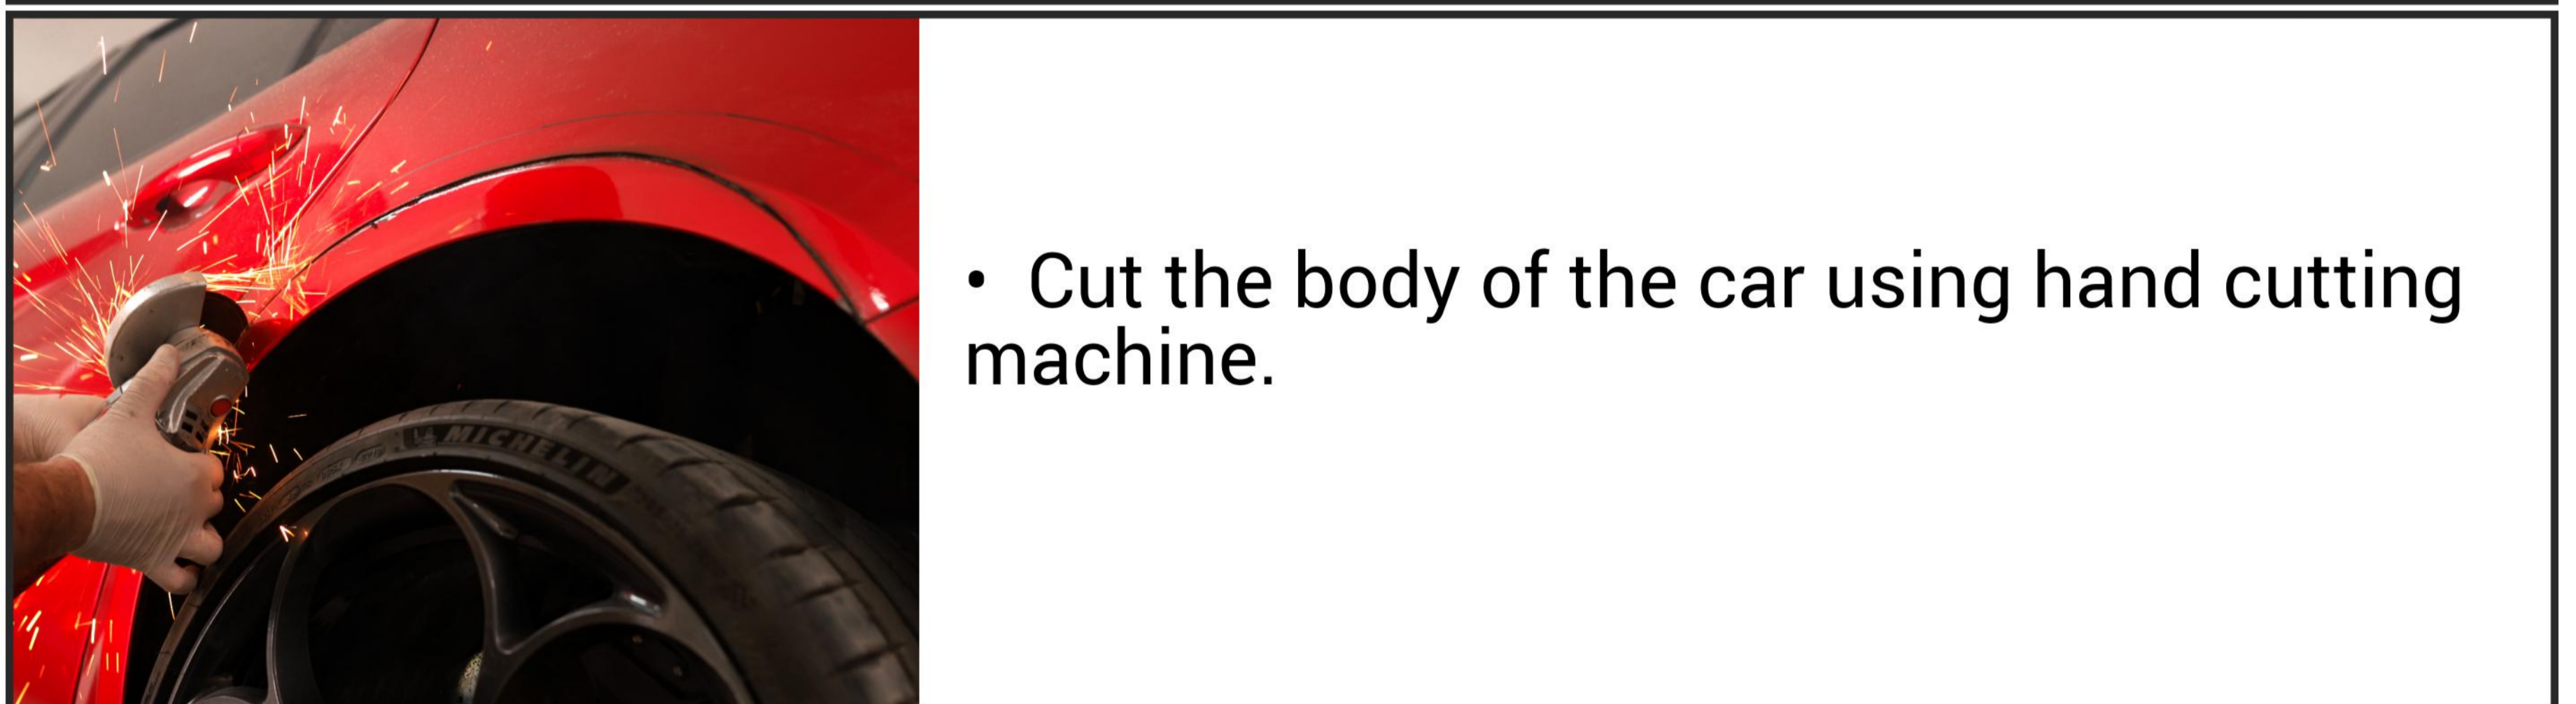 • Cut the body of the car using hand cutting
machine.
MICHELIN